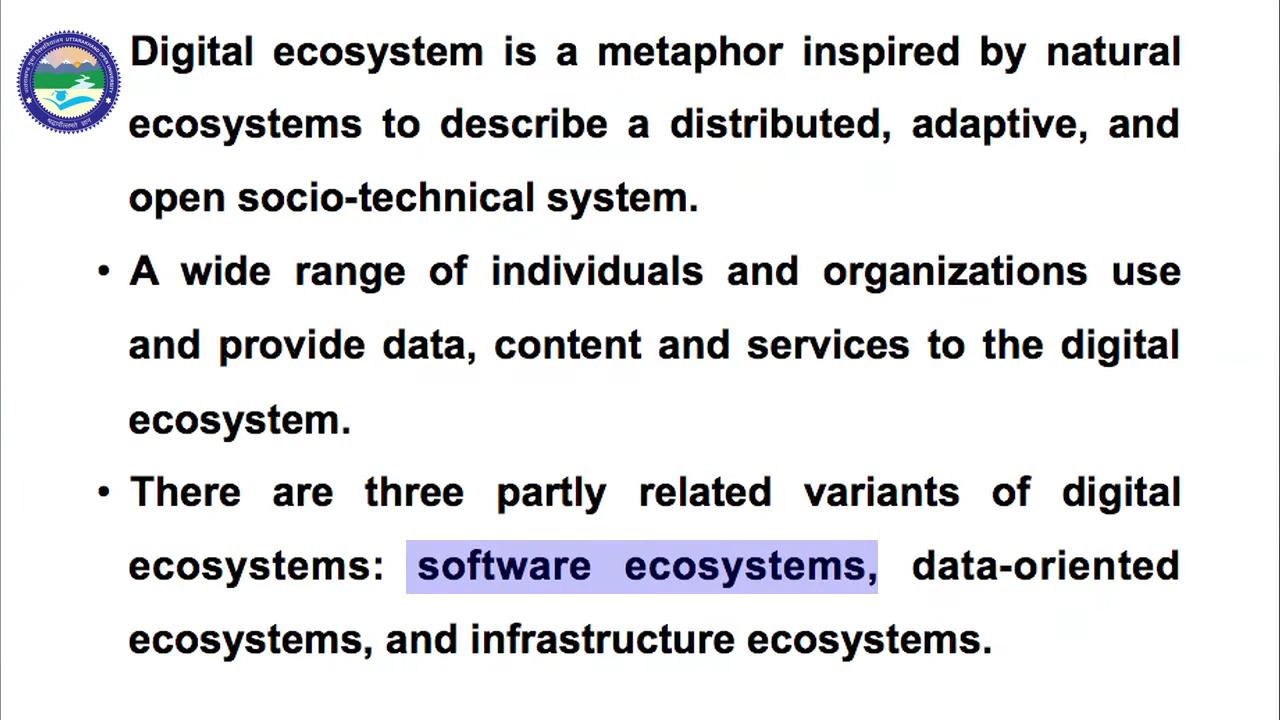 Digital ecosystem is a metaphor inspired by natural
ecosystems to describe a distributed, adaptive, and
open socio-technical system.
• A wide range of individuals and organizations use
and provide data, content and services to the digital
ecosystem.
• There are three partly related variants of digital
ecosystems: software ecosystems, data-oriented
ecosystems, and infrastructure ecosystems.